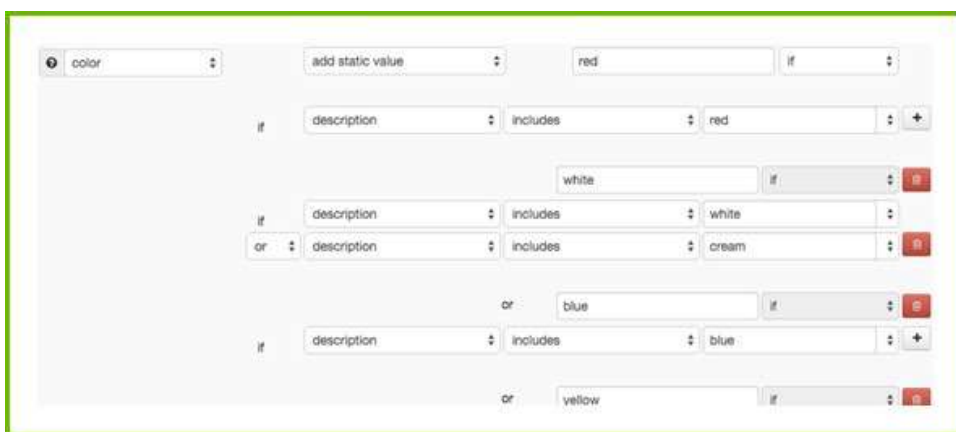 color add static value red if
if description includes red +
white if
if description includes white
or description includes cream
or blue if
if description includes blue +
or yellow if